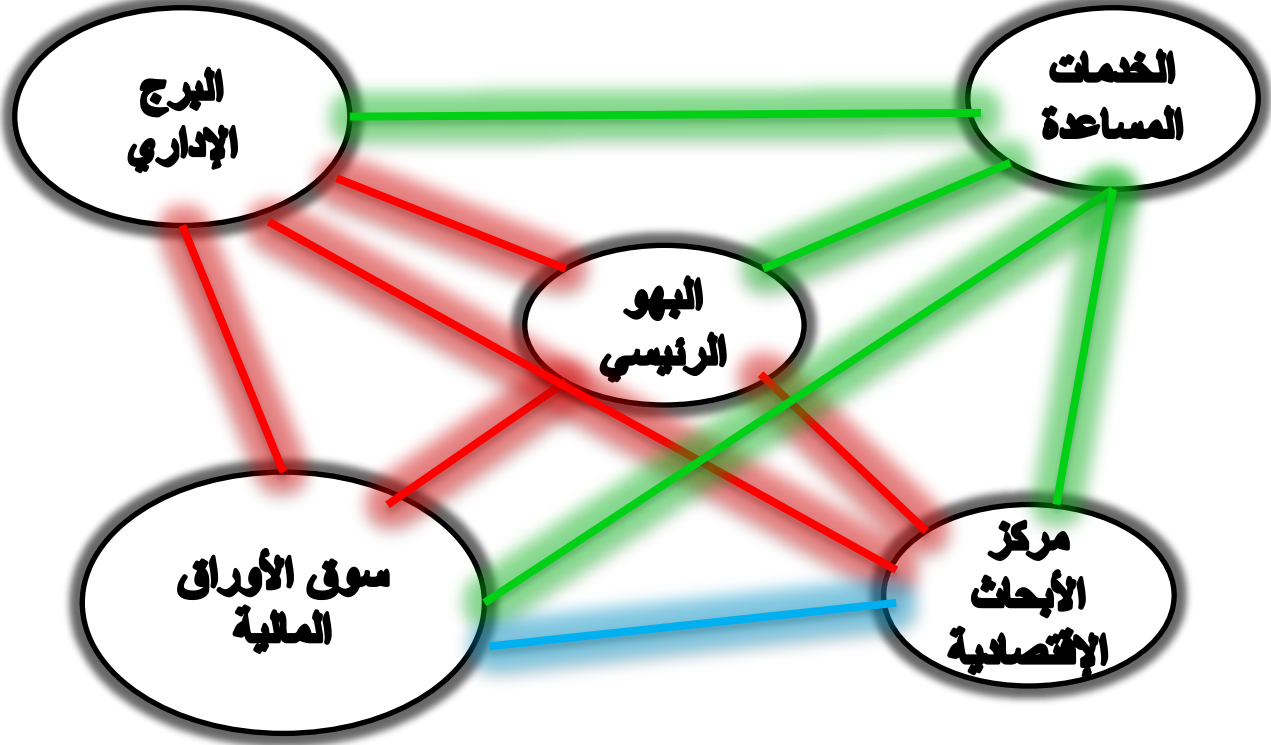 الخدمات
المساعدة
البرج
الإداري
البهو
الرئيسي
مركز
الأبحاث
الإقتصادية
سوق الأوراق
المالية